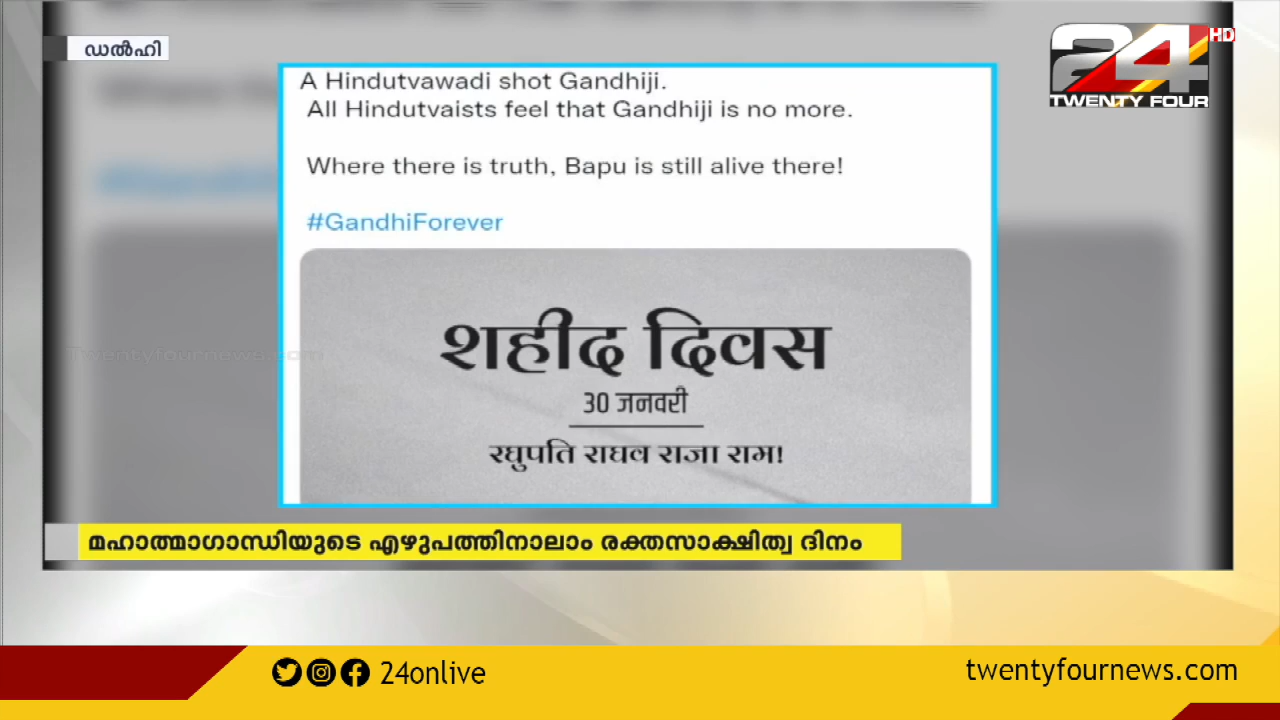 ഡൽഹി
24
HD
TWENTY FOUR
A Hindutvawadi shot Gandhiji.
All Hindutvaists feel that Gandhiji is no more.
Where there is truth, Bapu is still alive there!
#GandhiForever
शहीद दिवस
30 जनवरी
रघुपति राघव राजा राम!
Twentyfournews.com
മഹാത്മാഗാന്ധിയുടെ എഴുപത്തിനാലാം രക്തസാക്ഷിത്വ ദിനം
24onlive
twentyfournews.com